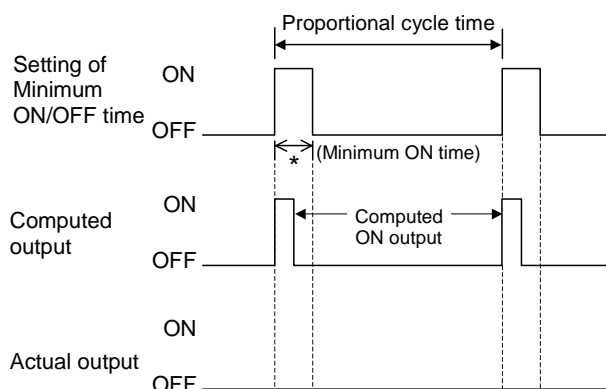 Proportional cycle time
Setting of
Minimum
ON/OFF time
ON
OFF
*
(Minimum ON time)
Computed
output
ON
OFF
Computed
ON output
Actual output
ON
OFF